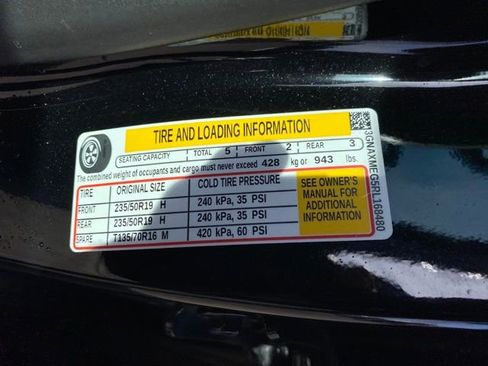 TIRE AND LOADING INFORMATION
SEATING CAPACITY TOTAL 5 FRONT 2 REAR 3
The combined weight of occupants and cargo must never exceed 428 kg or 943 lbs.
TIRE ORIGINAL SIZE COLD TIRE PRESSURE
FRONT 235/50R19 H 240 kPa, 35 PSI
REAR 235/50R19 H 240 kPa, 35 PSI
SPARE T135/70R16 M 420 kPa, 60 PSI
SEE OWNER'S
MANUAL FOR
ADDITIONAL
INFORMATION
3GNAXMEG5RL168480